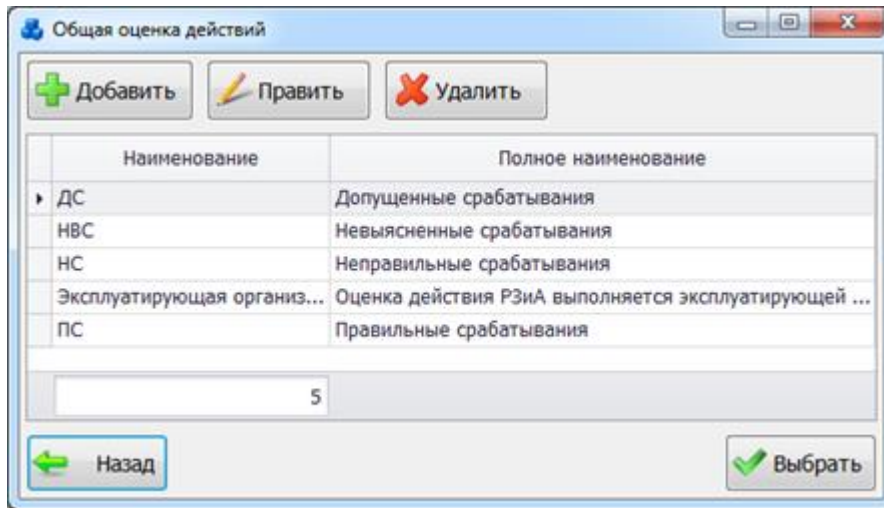 Общая оценка действий
Добавить Править Удалить
Наименование Полное наименование
ДС Допущенные срабатывания
НВС Невыясненные срабатывания
НС Неправильные срабатывания
Эксплуатирующая организ... Оценка действия РЗиА выполняется эксплуатирующей ...
ПС Правильные срабатывания
5
Назад Выбрать